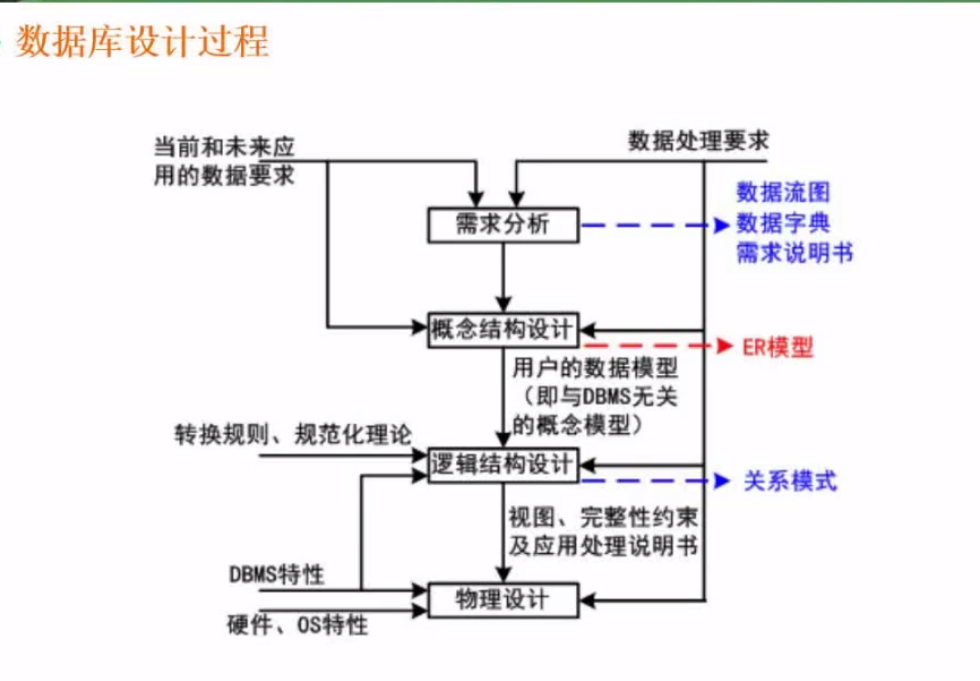 数据库设计过程
当前和未来应
用的数据要求
数据处理要求
需求分析
数据流图
数据字典
需求说明书
概念结构设计
ER模型
用户的数据模型
（即与DBMS无关
的概念模型）
转换规则、规范化理论
逻辑结构设计
关系模式
视图、完整性约束
及应用处理说明书
DBMS特性
物理设计
硬件、OS特性